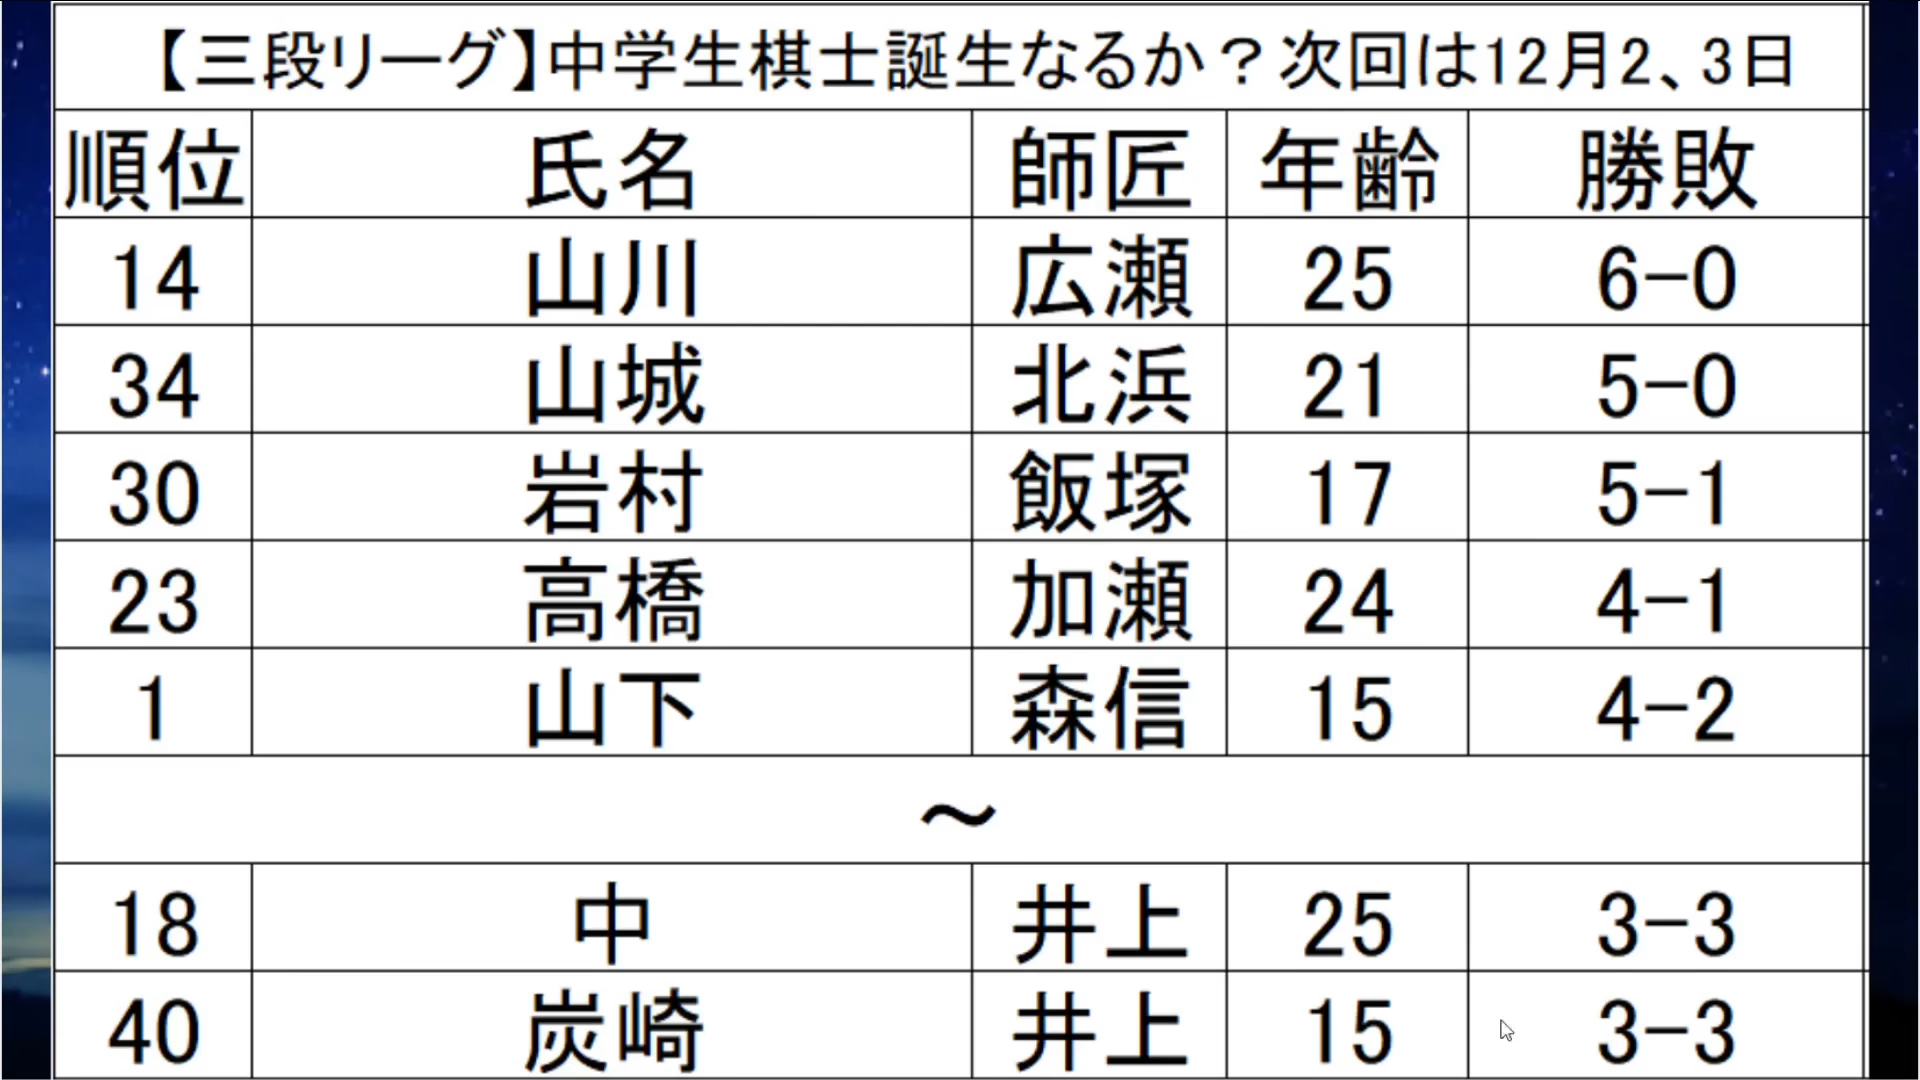 【三段リーグ】中学生棋士誕生なるか？次回は12月2、3日
順位 氏名 師匠 年齢 勝敗
14 山川 広瀬 25 6−0
34 山城 北浜 21 5−0
30 岩村 飯塚 17 5−1
23 高橋 加瀬 24 4−1
1 山下 森信 15 4−2
～
18 中 井上 25 3−3
40 炭崎 井上 15 3−3